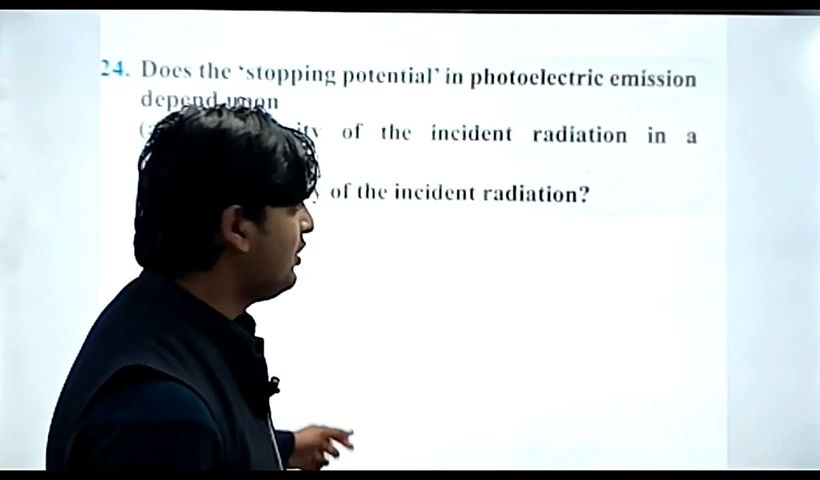 24. Does the ‘stopping potential’ in photoelectric emission
depend upon
of the incident radiation in a
of the incident radiation?